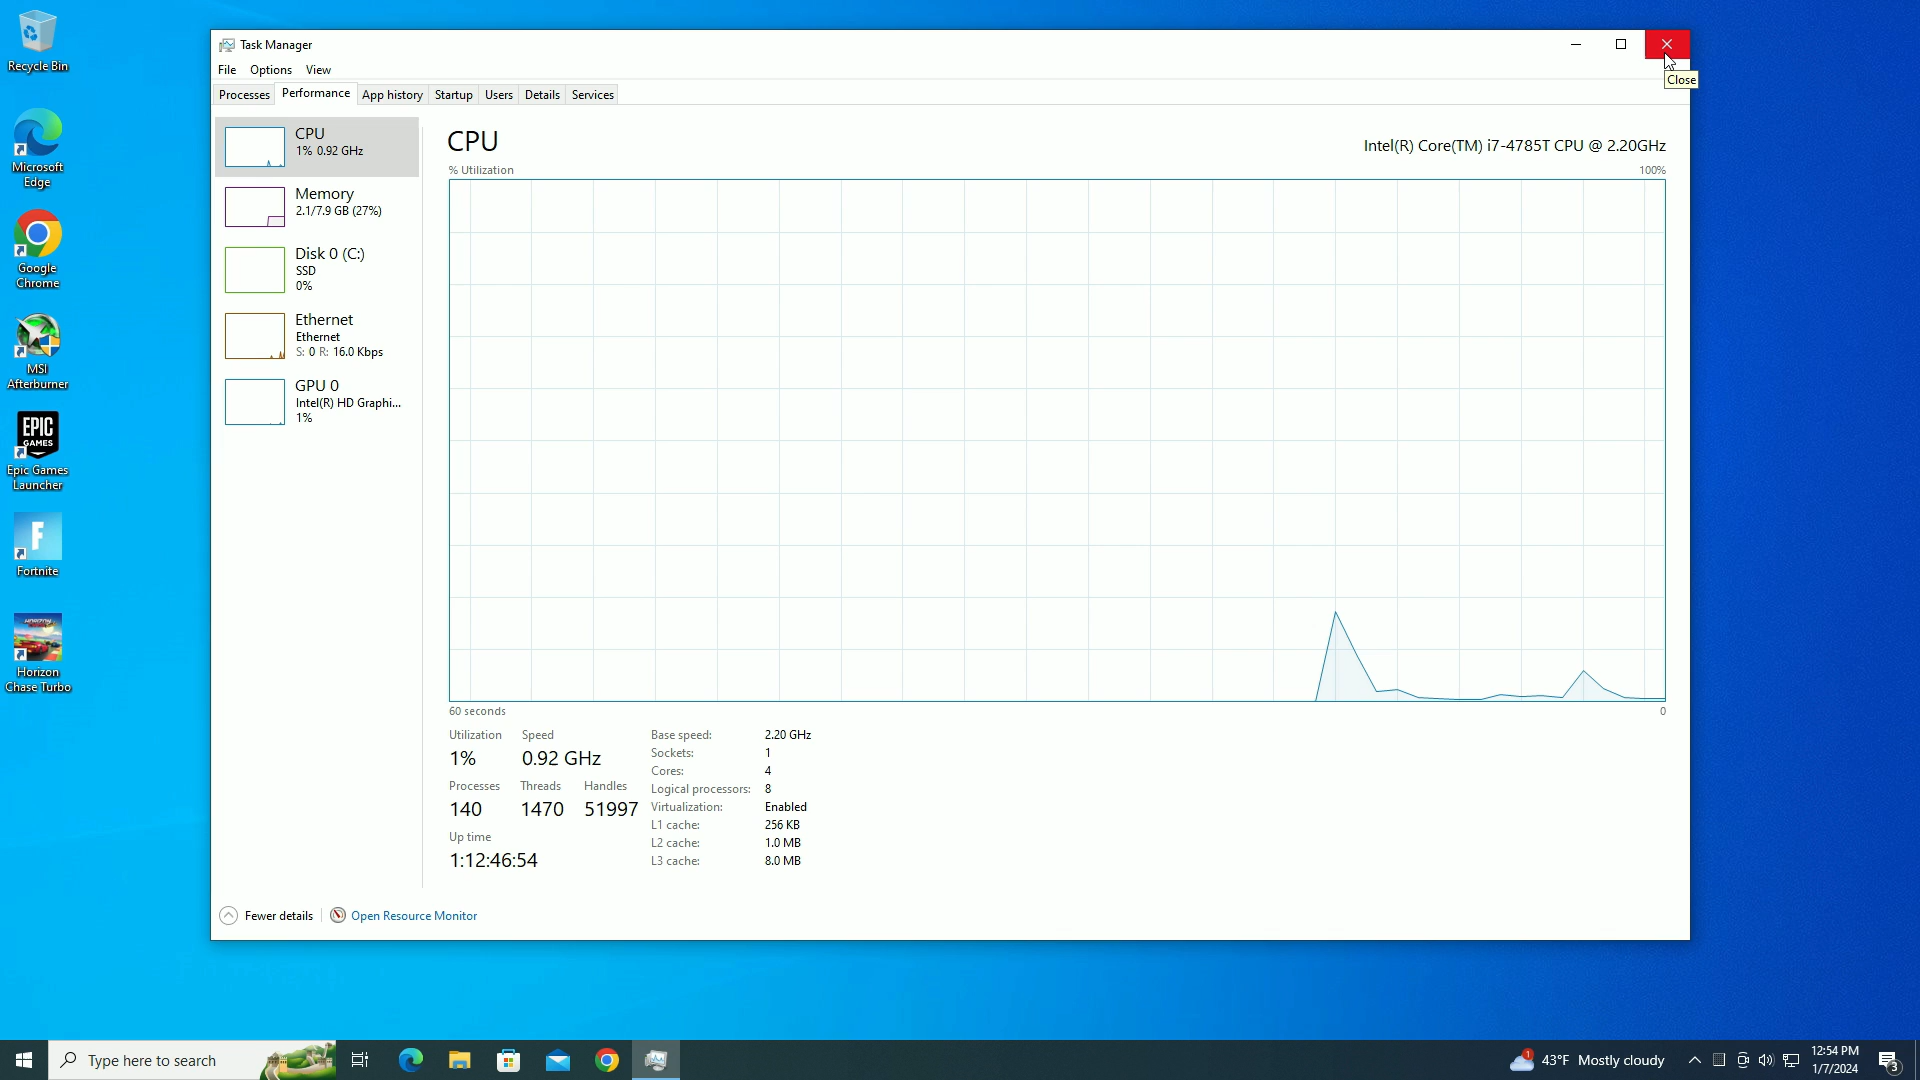 Recycle Bin
Microsoft
Edge
Google
Chrome
MSI
Afterburner
EPIC
GAMES
Epic Games
Launcher
F
Fortnite
Horizon
Chase Turbo
Task Manager
Close
File Options View
Processes Performance App history Startup Users Details Services
CPU
1% 0.92 GHz
Memory
2.1/7.9 GB (27%)
Disk 0 (C:)
SSD
0%
Ethernet
Ethernet
S: 0 R: 16.0 Kbps
GPU 0
Intel(R) HD Graphi...
1%
CPU
Intel(R) Core(TM) i7-4785T CPU @ 2.20GHz
% Utilization 100%
60 seconds 0
Utilization Speed
1% 0.92 GHz
Processes Threads Handles
140 1470 51997
Up time
1:12:46:54
Base speed: 2.20 GHz
Sockets: 1
Cores: 4
Logical processors: 8
Virtualization: Enabled
L1 cache: 256 KB
L2 cache: 1.0 MB
L3 cache: 8.0 MB
Fewer details Open Resource Monitor
Type here to search
1
43°F Mostly cloudy
12:54 PM
1/7/2024
3